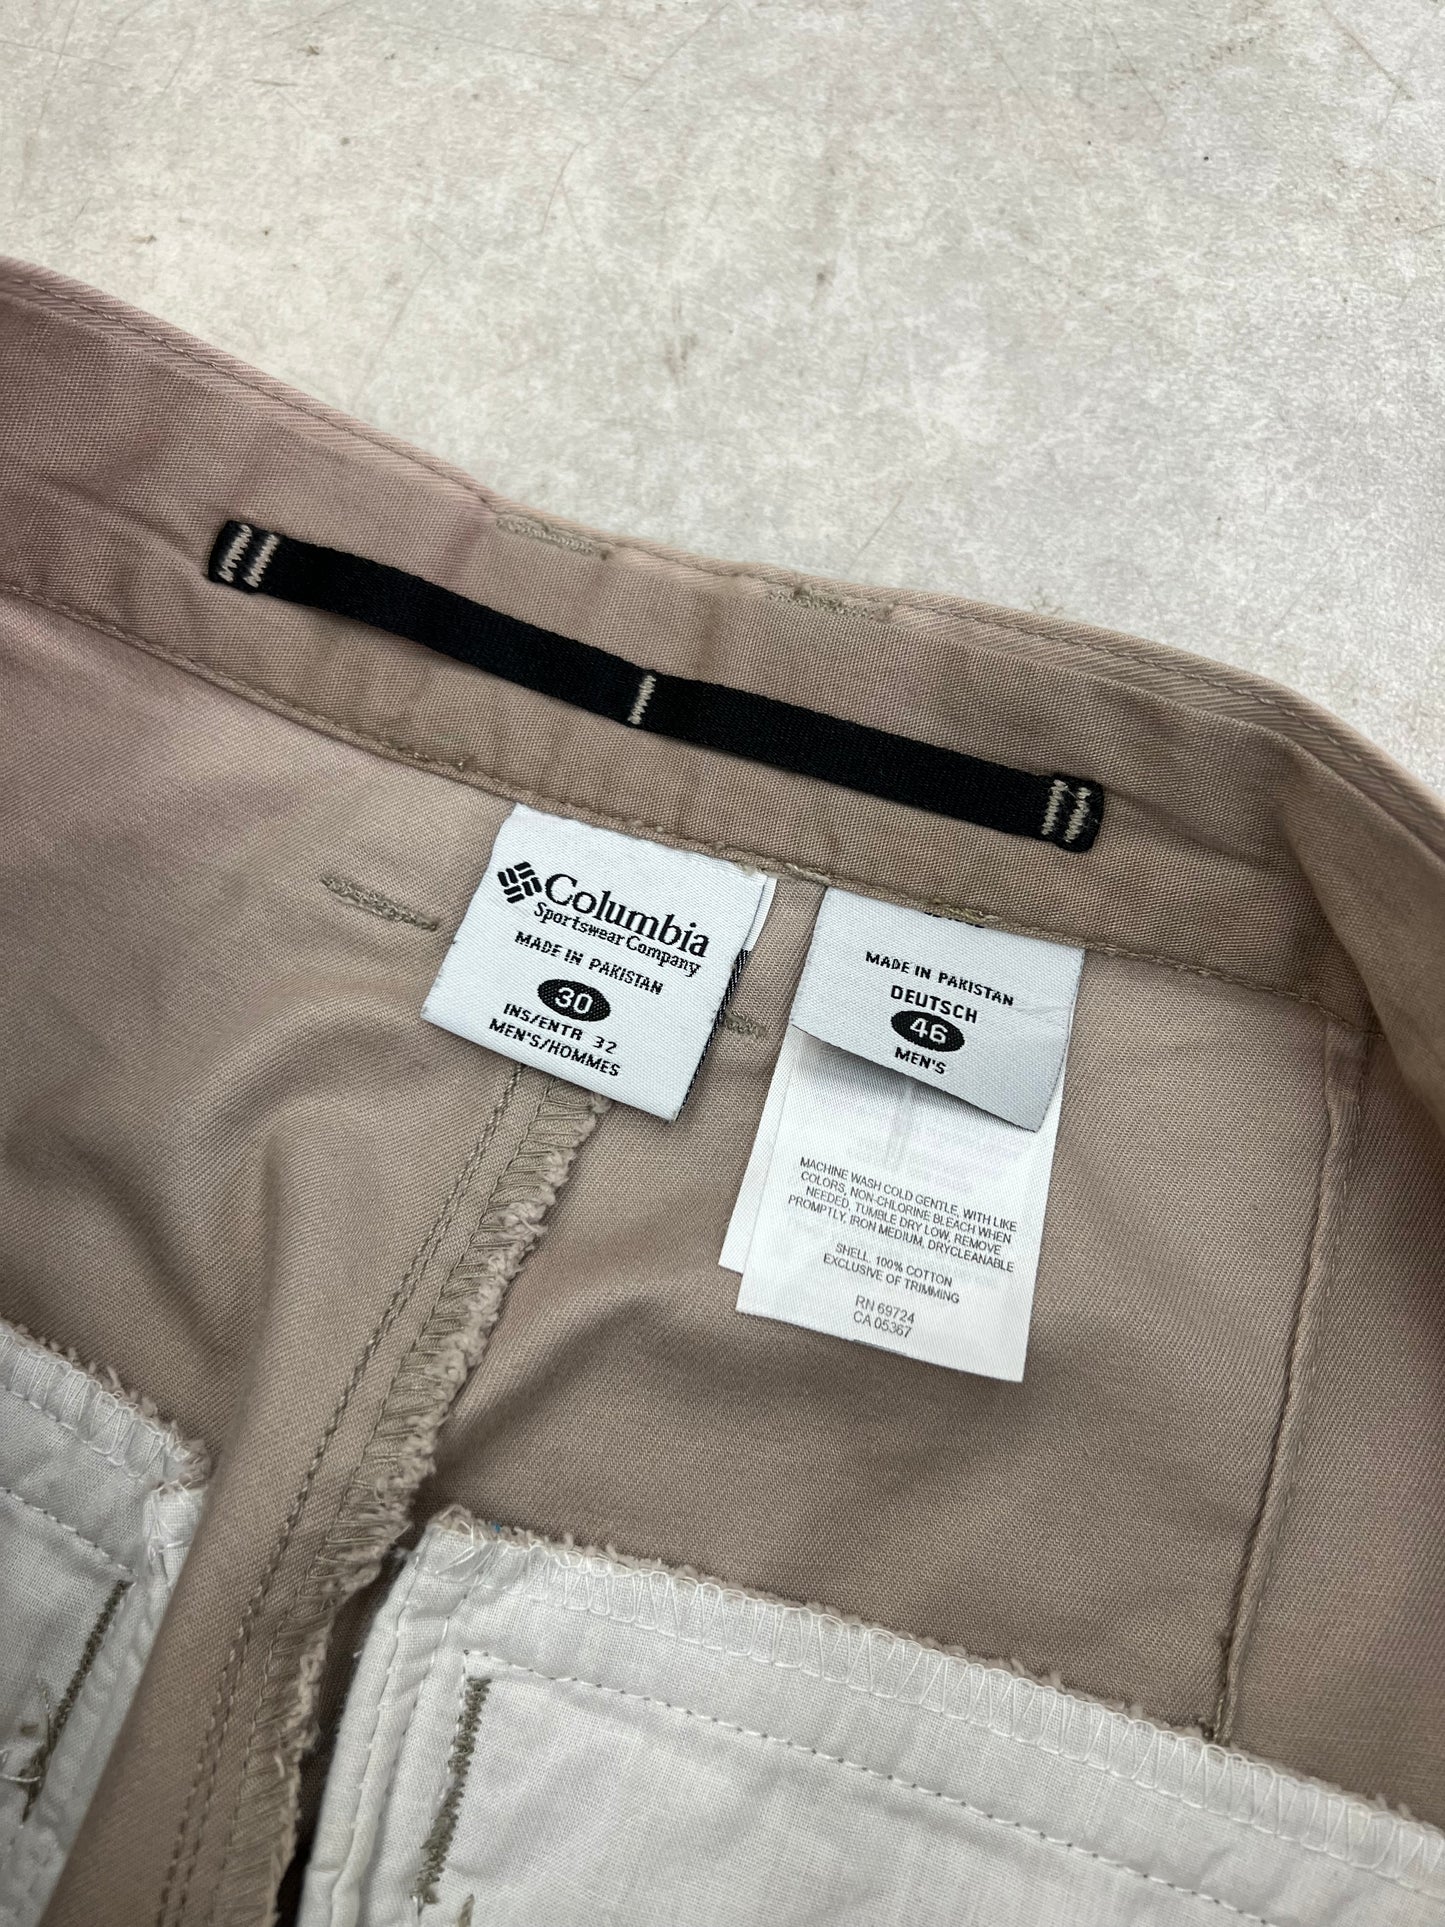 Columbia
Sportswear Company
MADE IN PAKISTAN
30
INS/ENTR 32
MEN'S/HOMMES
MADE IN PAKISTAN
DEUTSCH
46
MEN'S
MACHINE WASH COLD GENTLE, WITH LIKE
COLORS, NON-CHLORINE BLEACH WHEN
NEEDED, TUMBLE DRY LOW, REMOVE
PROMPTLY, IRON MEDIUM, DRYCLEANABLE
SHELL 100% COTTON
EXCLUSIVE OF TRIMMING
RN 69724
CA 05367